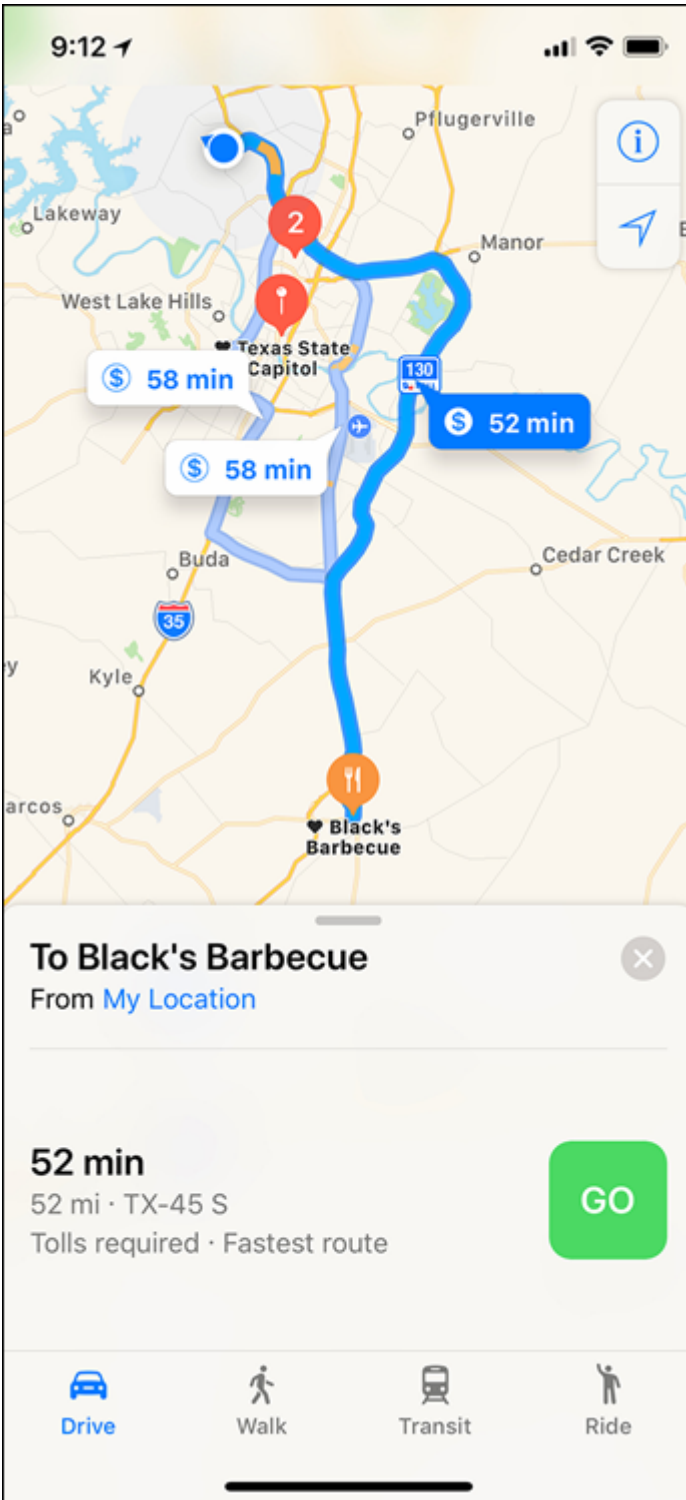 9:12
Pflugerville
Lakeway
2
Manor
West Lake Hills
Texas State
Capitol
130
$ 58 min
$ 52 min
$ 58 min
Buda
Cedar Creek
35
Kyle
arcos
Black's
Barbecue
To Black's Barbecue
From My Location
52 min
52 mi · TX-45 S
GO
Tolls required · Fastest route
Drive
Walk
Transit
Ride